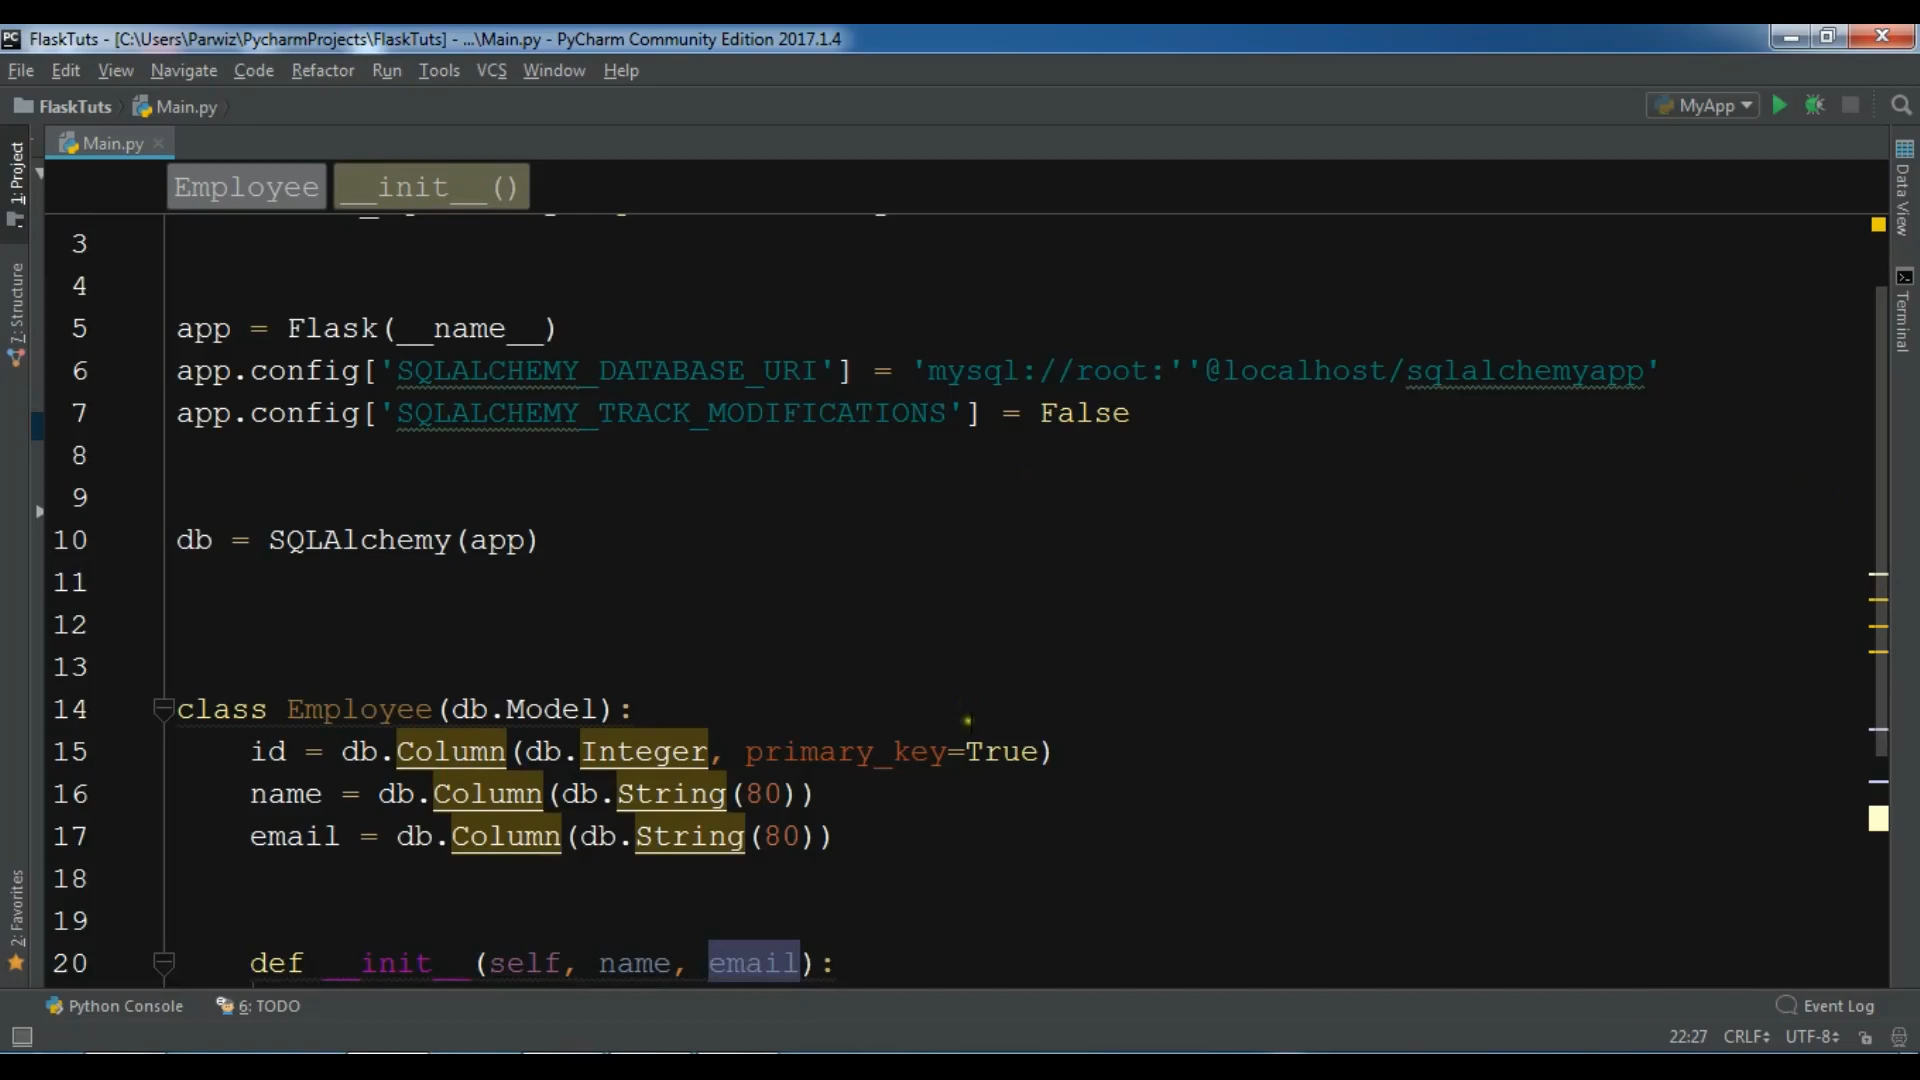 FlaskTuts - [C:\Users\Parwiz\PycharmProjects\FlaskTuts] - ...\Main.py - PyCharm Community Edition 2017.1.4
File Edit View Navigate Code Refactor Run Tools VCS Window Help
FlaskTuts Main.py MyApp
Main.py
Employee __init__()
3
4
5 app = Flask(__name__)
6 app.config['SQLALCHEMY_DATABASE_URI'] = 'mysql://root:''@localhost/sqlalchemyapp'
7 app.config['SQLALCHEMY_TRACK_MODIFICATIONS'] = False
8
9
10 db = SQLAlchemy(app)
11
12
13
14 class Employee(db.Model):
15 id = db.Column(db.Integer, primary_key=True)
16 name = db.Column(db.String(80))
17 email = db.Column(db.String(80))
18
19
20 def __init__(self, name, email):
1: Project
7: Structure
2: Favorites
Data View
Terminal
Python Console 6: TODO Event Log
22:27 CRLF UTF-8